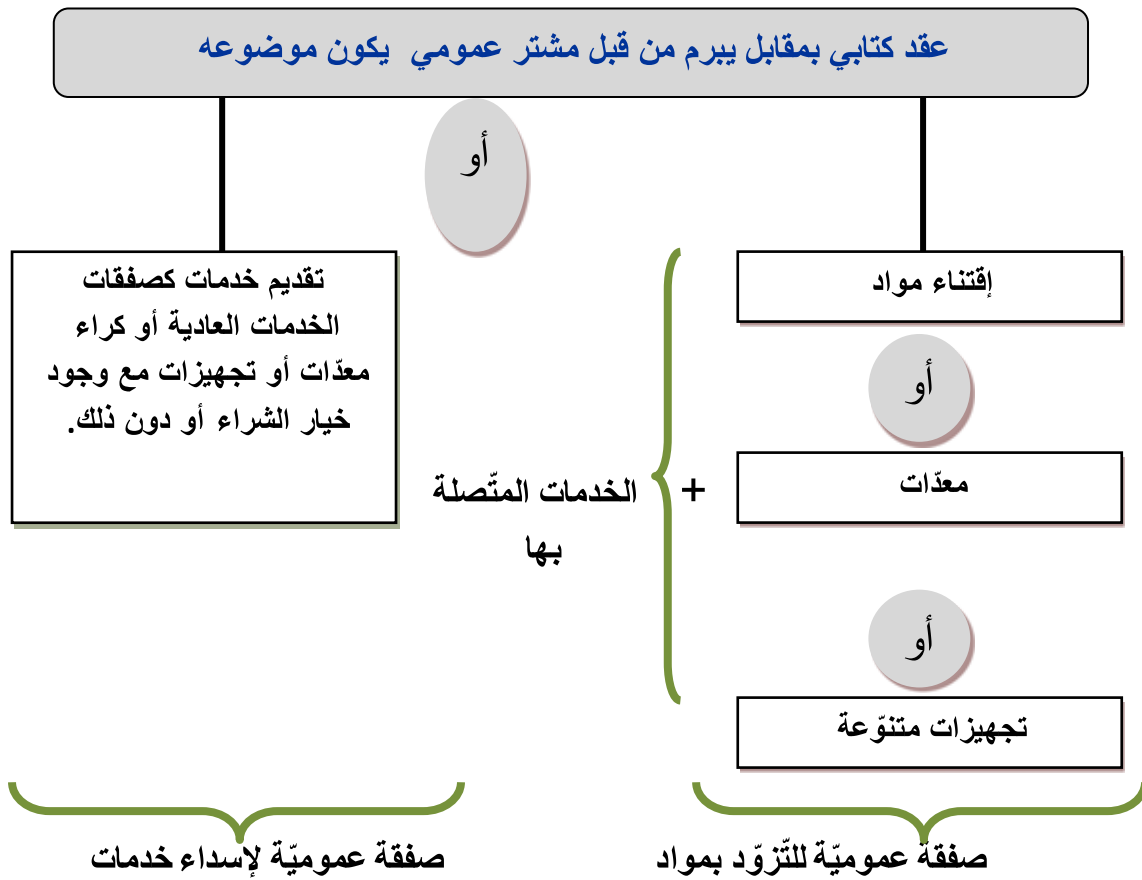 عقد كتابي بمقابل يبرم من قبل مشتر عمومي يكون موضوعه
أو
إقتناء مواد
أو
معدّات
أو
تجهيزات متنوّعة
+
الخدمات المتّصلة
بها
تقديم خدمات كصفقات
الخدمات العادية أو كراء
معدّات أو تجهيزات مع وجود
خيار الشراء أو دون ذلك.
صفقة عموميّة للتّزوّد بمواد
صفقة عموميّة لإسداء خدمات